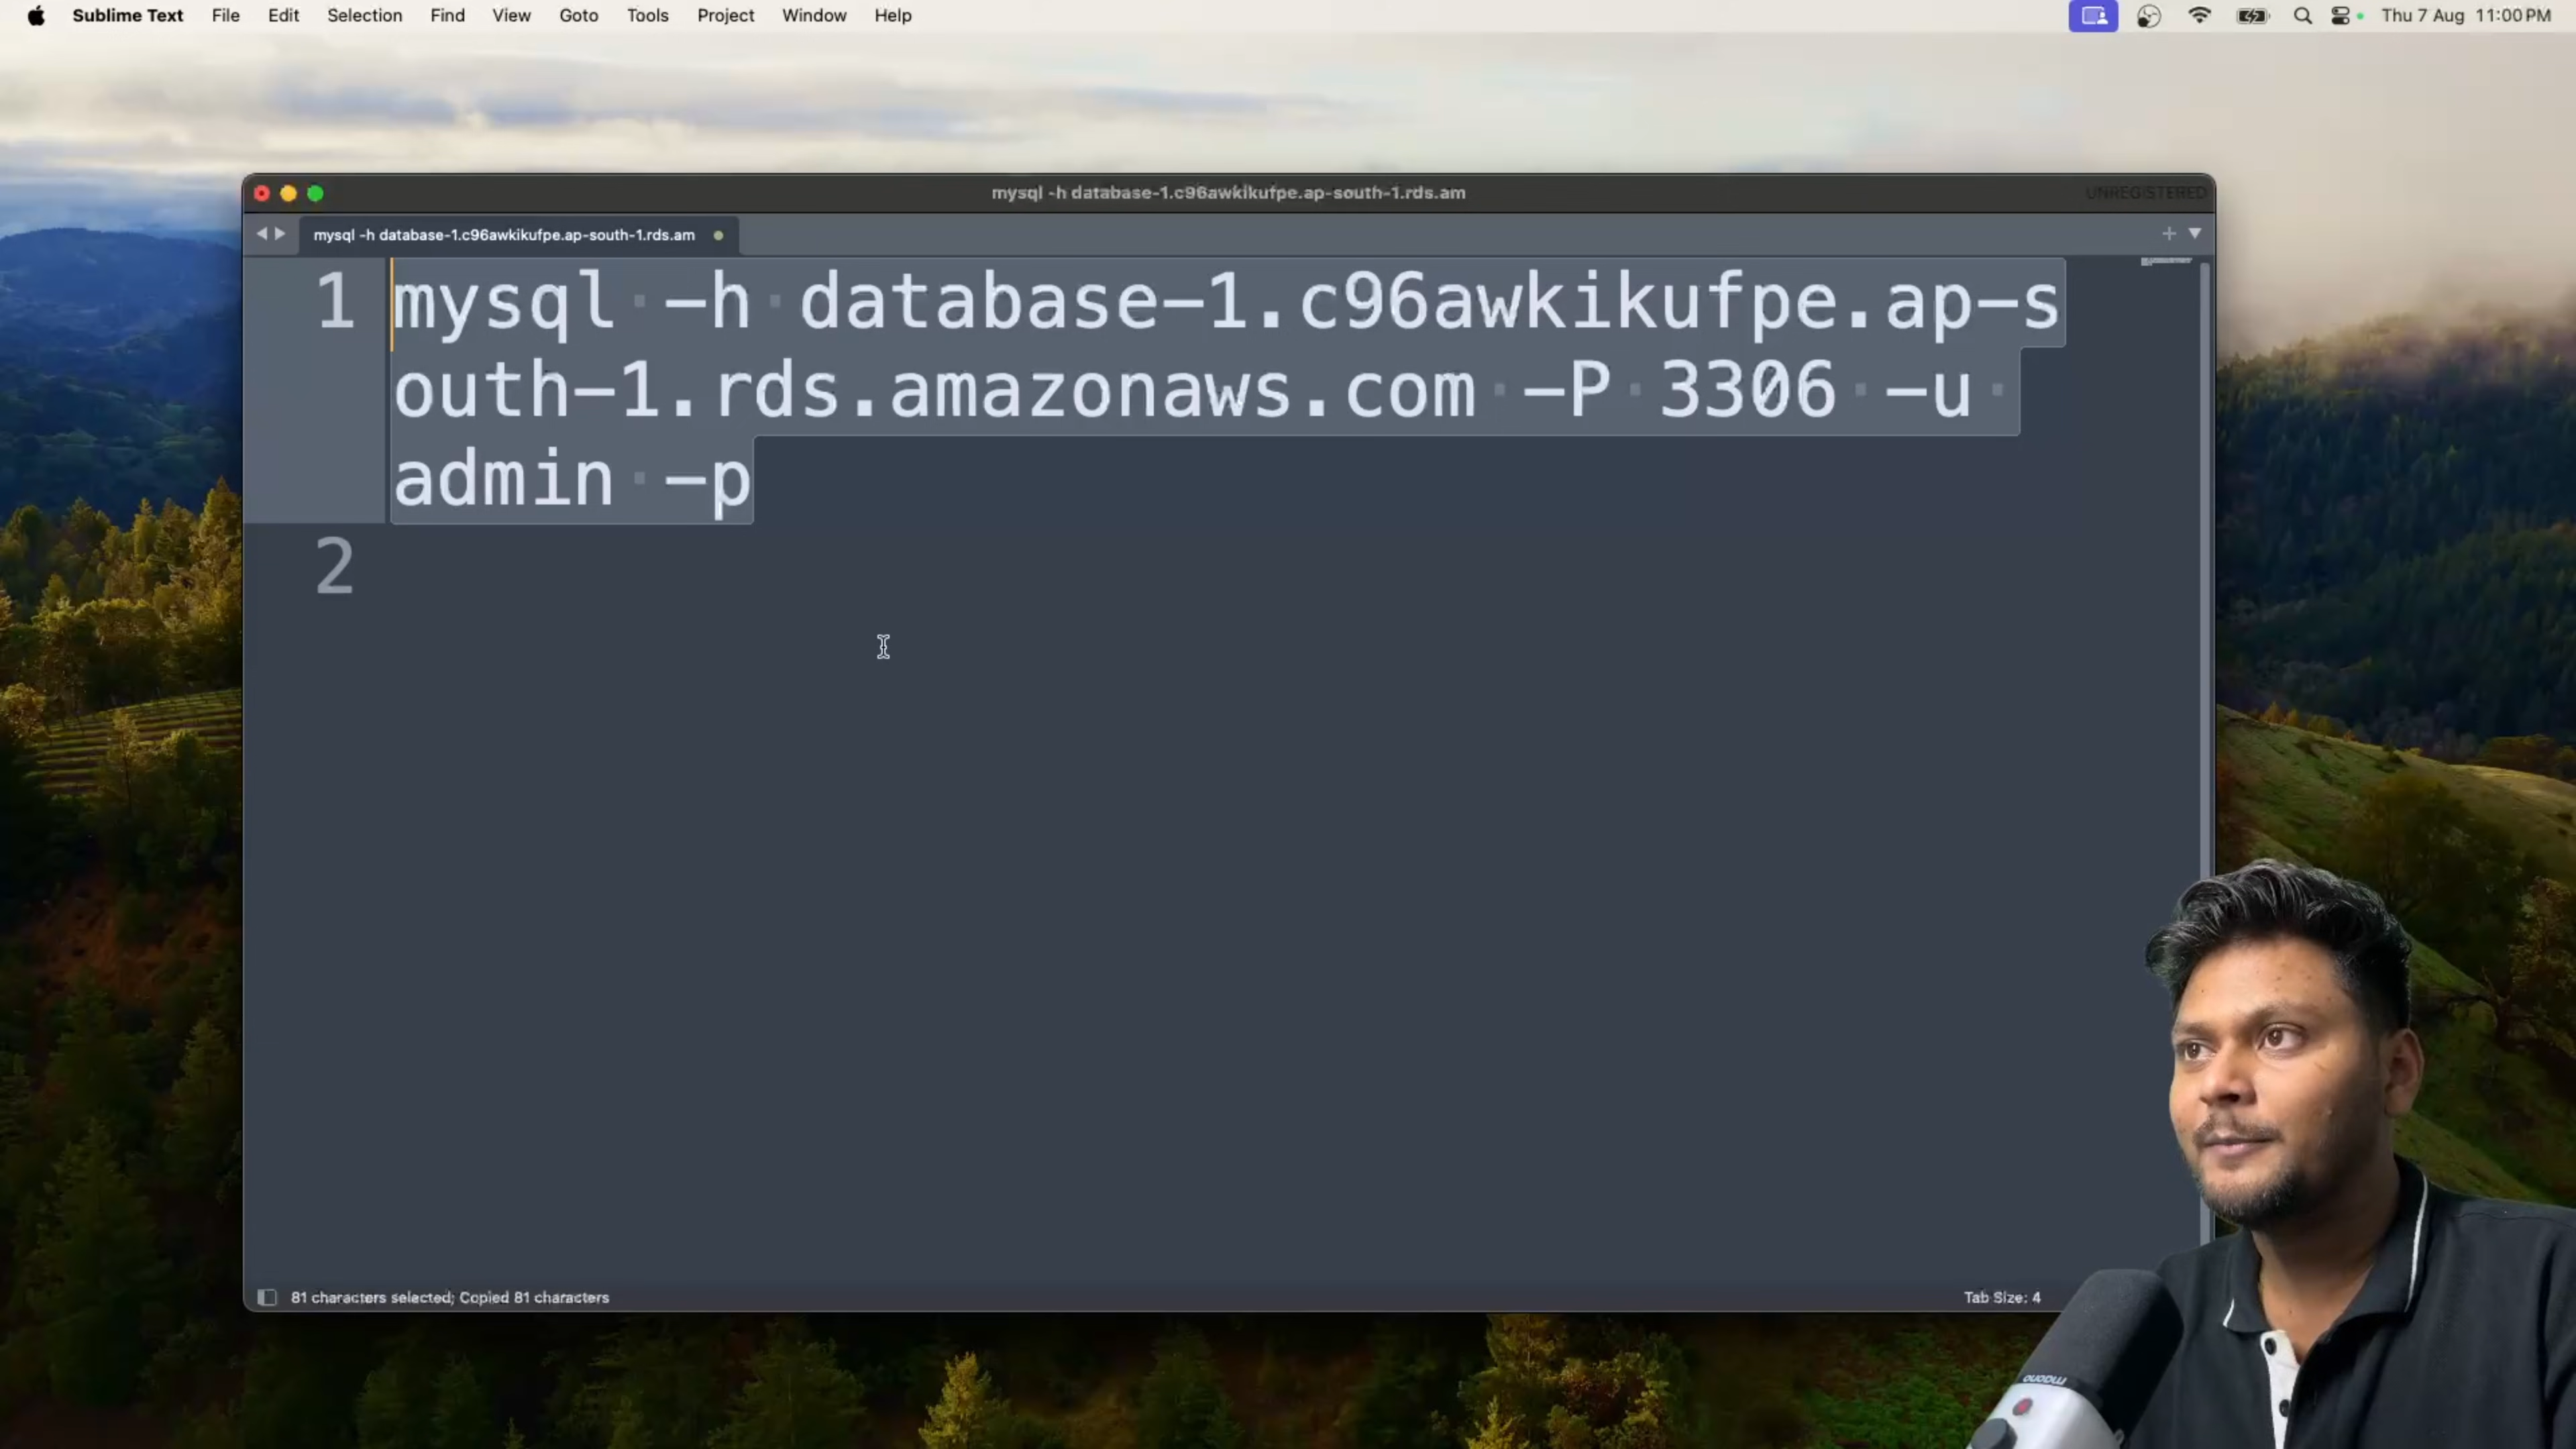 Sublime Text File Edit Selection Find View Goto Tools Project Window Help Thu 7 Aug 11:00 PM
mysql -h database-1.c96awkikufpe.ap-south-1.rds.am UNREGISTERED
mysql -h database-1.c96awkikufpe.ap-south-1.rds.am
1 mysql -h database-1.c96awkikufpe.ap-s
outh-1.rds.amazonaws.com -P 3306 -u
admin -p
2
81 characters selected; Copied 81 characters Tab Size: 4
maono